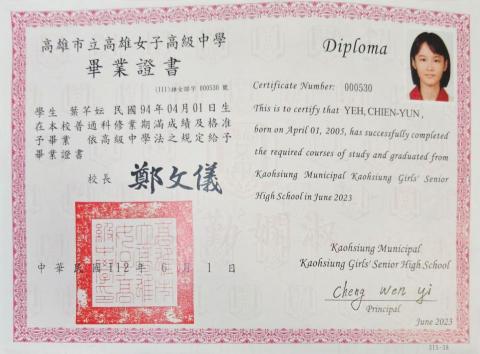 高雄市立高雄女子高級中學
畢業證書
(111)雄女證字 000530 號
學生 葉芊妘 民國94年04月01日生
在本校普通科修業期滿成績及格准
予畢業 依高級中學法之規定給予
畢業證書
校長 鄭文儀
中華民國112年 6月 1日
Diploma
Certificate Number: 000530
This is to certify that YEH, CHIEN-YUN ,
born on April 01, 2005, has successfully completed
the required courses of study and graduated from
Kaohsiung Municipal Kaohsiung Girls' Senior
High School in June 2023
Kaohsiung Municipal
Kaohsiung Girls' Senior High School
Cheng Wen yi
Principal
June 2023